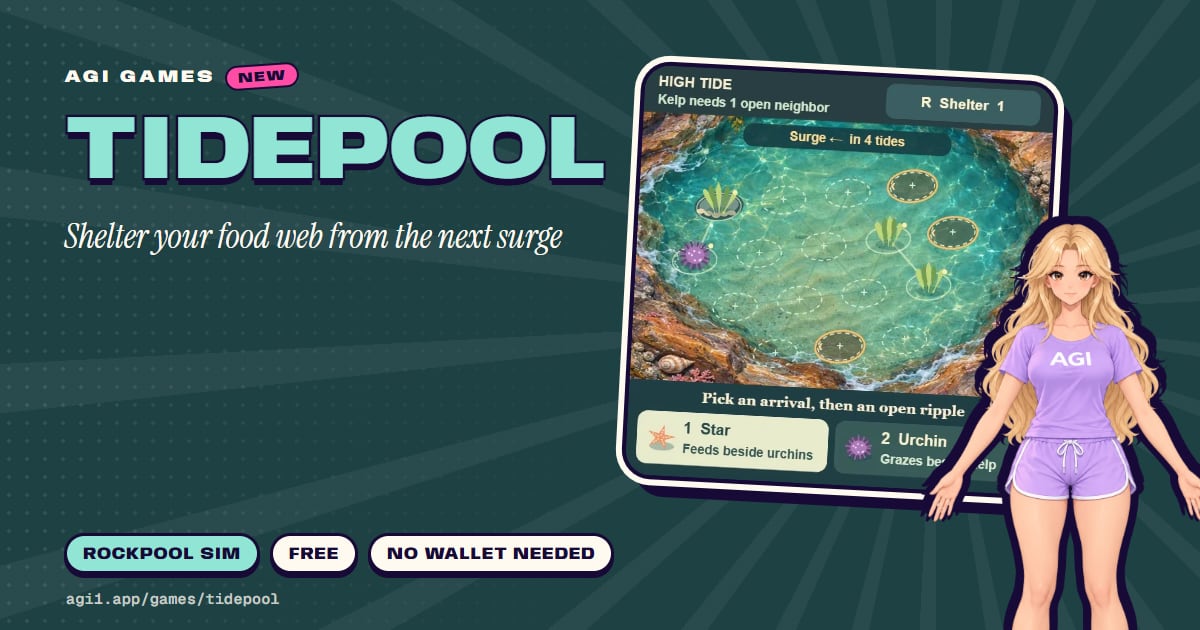 AGI GAMES NEW
TIDEPOOL
Shelter your food web from the next surge
HIGH TIDE
Kelp needs 1 open neighbor
R Shelter 1
Surge ← in 4 tides
Pick an arrival, then an open ripple
1 Star
Feeds beside urchins
2 Urchin
Grazes
AGI
ROCKPOOL SIM
FREE
NO WALLET NEEDED
agi1.app/games/tidepool